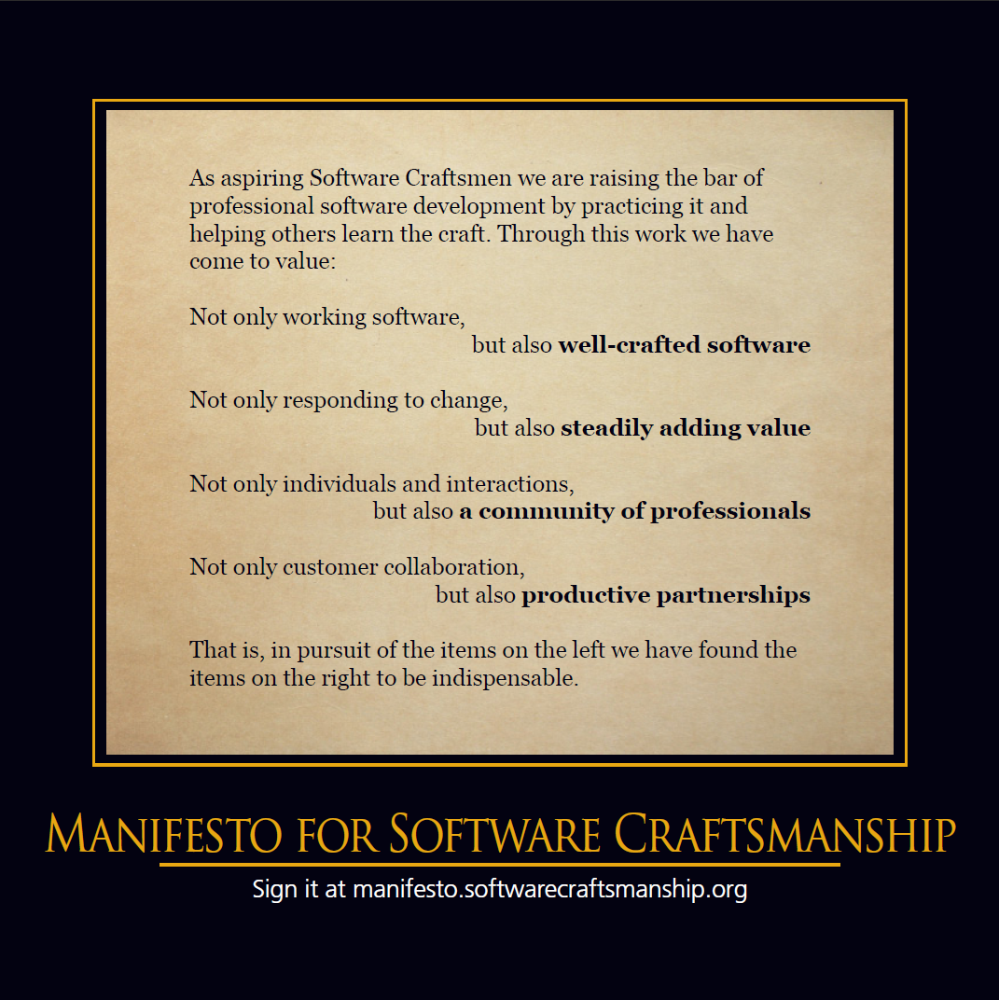 As aspiring Software Craftsmen we are raising the bar of
professional software development by practicing it and
helping others learn the craft. Through this work we have
come to value:
Not only working software,
but also well-crafted software
Not only responding to change,
but also steadily adding value
Not only individuals and interactions,
but also a community of professionals
Not only customer collaboration,
but also productive partnerships
That is, in pursuit of the items on the left we have found the
items on the right to be indispensable.
Manifesto for Software Craftsmanship
Sign it at manifesto.softwarecraftsmanship.org